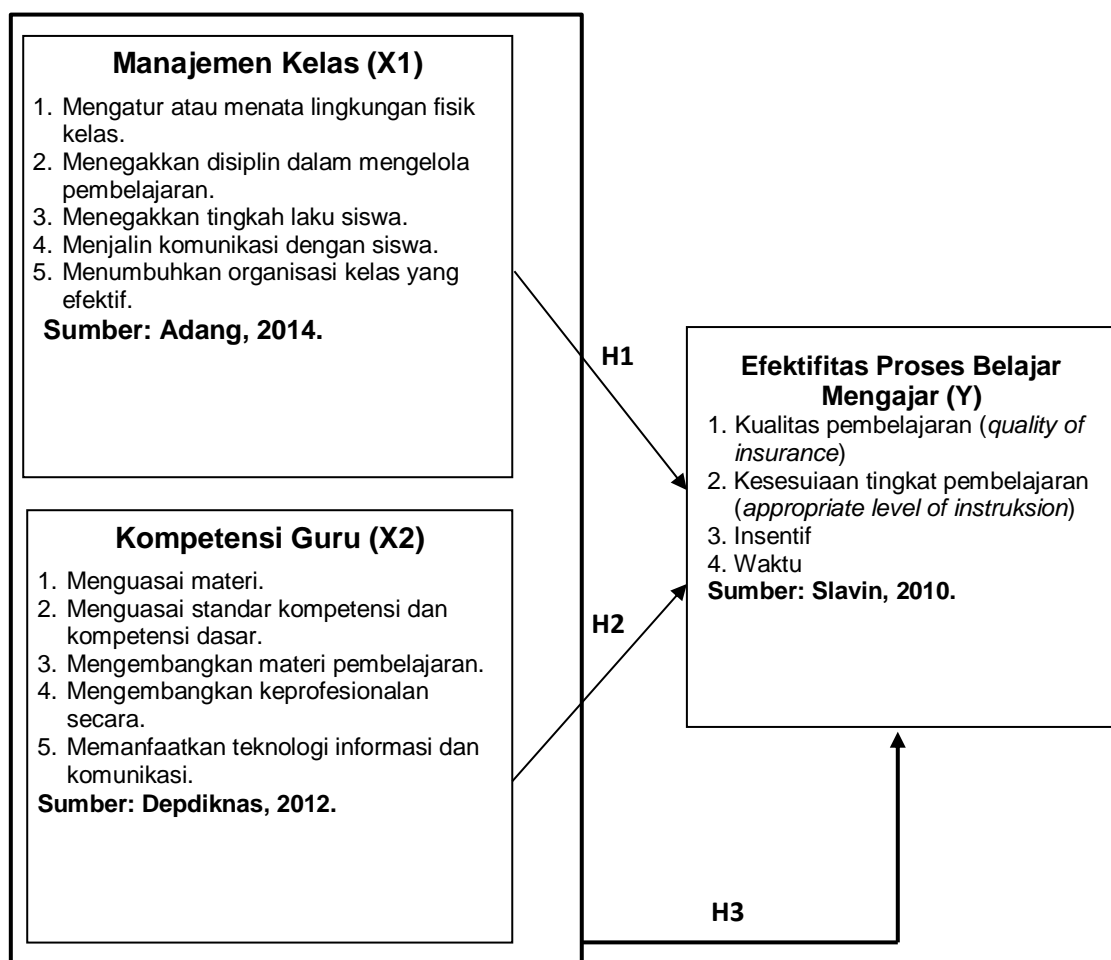 Manajemen Kelas (X1)
1. Mengatur atau menata lingkungan fisik
kelas.
2. Menegakkan disiplin dalam mengelola
pembelajaran.
3. Menegakkan tingkah laku siswa.
4. Menjalin komunikasi dengan siswa.
5. Menumbuhkan organisasi kelas yang
efektif.
Sumber: Adang, 2014.
Kompetensi Guru (X2)
1. Menguasai materi.
2. Menguasai standar kompetensi dan
kompetensi dasar.
3. Mengembangkan materi pembelajaran.
4. Mengembangkan keprofesionalan
secara.
5. Memanfaatkan teknologi informasi dan
komunikasi.
Sumber: Depdiknas, 2012.
H1
H2
Efektifitas Proses Belajar
Mengajar (Y)
1. Kualitas pembelajaran (quality of
insurance)
2. Kesesuiaan tingkat pembelajaran
(appropriate level of instruksion)
3. Insentif
4. Waktu
Sumber: Slavin, 2010.
H3